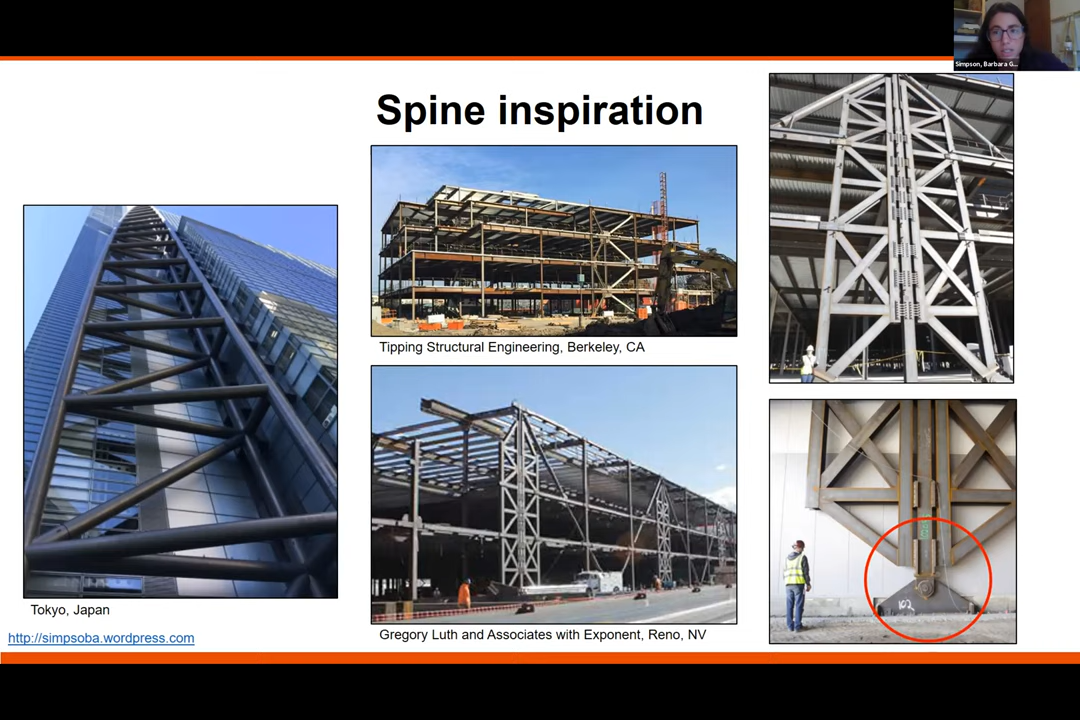 Simpson, Barbara G...
Spine inspiration
Tipping Structural Engineering, Berkeley, CA
Gregory Luth and Associates with Exponent, Reno, NV
102
Tokyo, Japan
http://simpsoba.wordpress.com